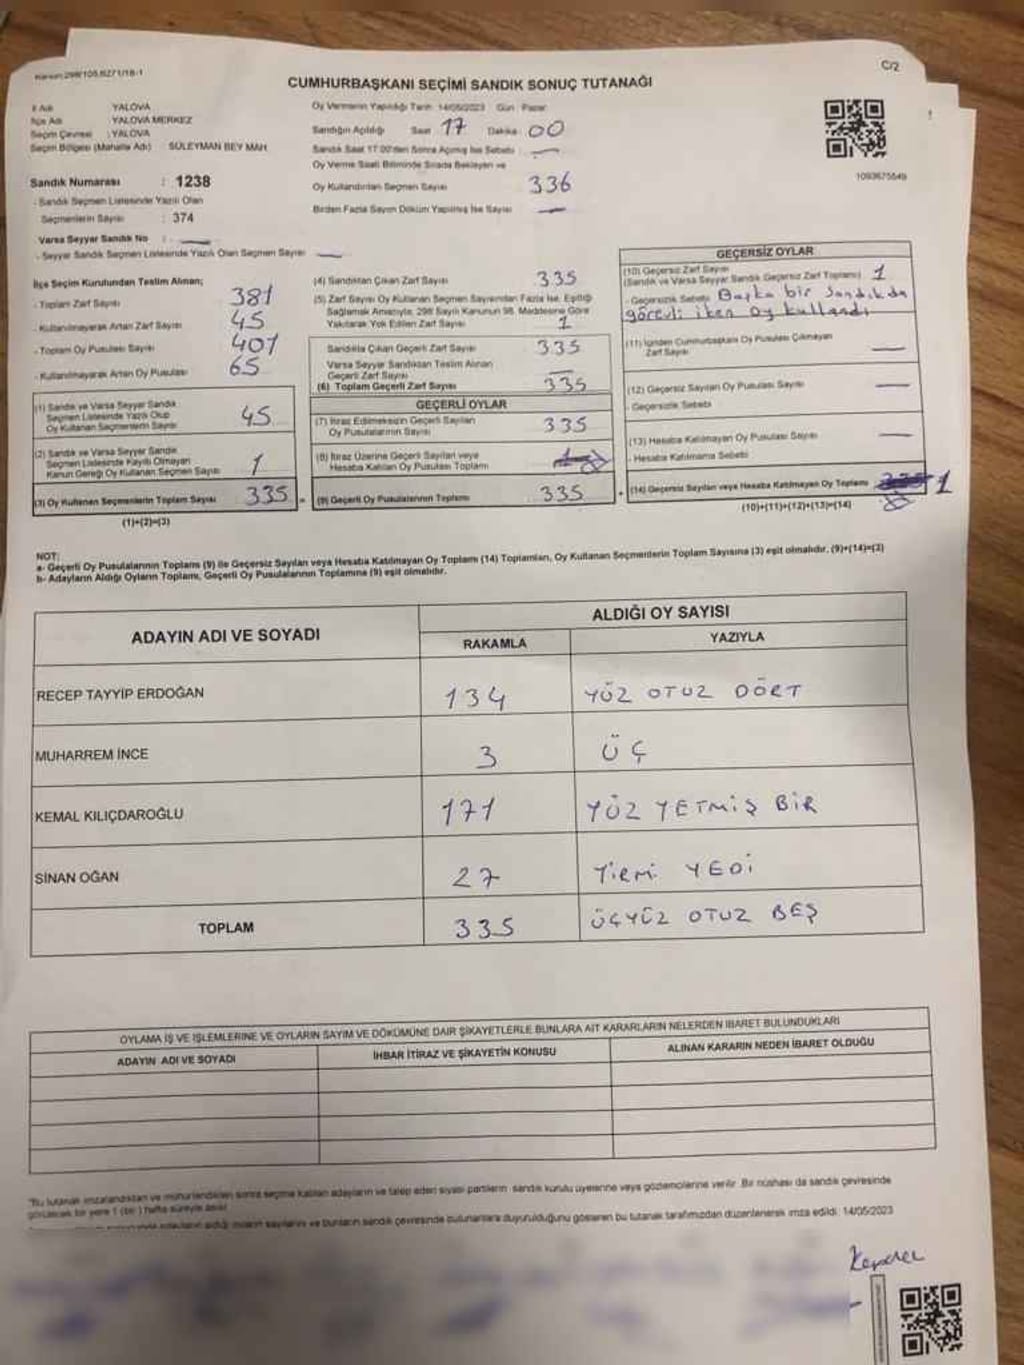 Kanun:298/105,6271/18-1
C/2
CUMHURBAŞKANI SEÇİMİ SANDIK SONUÇ TUTANAĞI
İl Adı YALOVA
İlçe Adı YALOVA MERKEZ
Seçim Çevresi : YALOVA
Seçim Bölgesi (Mahalle Adı) : SÜLEYMAN BEY MAH.
Oy Vermenin Yapıldığı Tarih: 14/05/2023 Gün Pazar
Sandığın Açıldığı Saat 17 Dakika 00
Sandık Saat 17.00'den Sonra Açılmış İse Sebebi :
Oy Verme Saati Bitiminde Sırada Bekleyen ve
Oy Kullandırılan Seçmen Sayısı 336
Birden Fazla Sayım Döküm Yapılmış İse Sayısı
1093675549
Sandık Numarası : 1238
- Sandık Seçmen Listesinde Yazılı Olan
Seçmenlerin Sayısı : 374
Varsa Seyyar Sandık No :
- Seyyar Sandık Seçmen Listesinde Yazılı Olan Seçmen Sayısı
İlçe Seçim Kurulundan Teslim Alınan;
- Toplam Zarf Sayısı 381
- Kullanılmayarak Artan Zarf Sayısı 45
- Toplam Oy Pusulası Sayısı 401
- Kullanılmayarak Artan Oy Pusulası 65
(1) Sandık ve Varsa Seyyar Sandık
Seçmen Listesinde Yazılı Olup
Oy Kullanan Seçmenlerin Sayısı 45
(2) Sandık ve Varsa Seyyar Sandık
Seçmen Listesinde Kayıtlı Olmayan
Kanun Gereği Oy Kullanan Seçmen Sayısı 1
(3) Oy Kullanan Seçmenlerin Toplam Sayısı 335
(1)+(2)=(3)
(4) Sandıktan Çıkan Zarf Sayısı 335
(5) Zarf Sayısı Oy Kullanan Seçmen Sayısından Fazla İse, Eşitliği
Sağlamak Amacıyla, 298 Sayılı Kanunun 98. Maddesine Göre
Yakılarak Yok Edilen Zarf Sayısı 1
Sandıkta Çıkan Geçerli Zarf Sayısı 335
Varsa Seyyar Sandıktan Teslim Alınan
Geçerli Zarf Sayısı
(6) Toplam Geçerli Zarf Sayısı 335
GEÇERLİ OYLAR
(7) İtiraz Edilmeksizin Geçerli Sayılan
Oy Pusulalarının Sayısı 335
(8) İtiraz Üzerine Geçerli Sayılan veya
Hesaba Katılan Oy Pusulası Toplamı
= (9) Geçerli Oy Pusulalarının Toplamı 335 +
GEÇERSİZ OYLAR
(10) Geçersiz Zarf Sayısı
(Sandık ve Varsa Seyyar Sandık Geçersiz Zarf Toplamı) 1
- Geçersizlik Sebebi Başka bir Sandıkda
görevli iken oy kullandı
(11) İçinden Cumhurbaşkanı Oy Pusulası Çıkmayan
Zarf Sayısı
(12) Geçersiz Sayılan Oy Pusulası Sayısı
- Geçersizlik Sebebi
(13) Hesaba Katılmayan Oy Pusulası Sayısı
- Hesaba Katılmama Sebebi
(14) Geçersiz Sayılan veya Hesaba Katılmayan Oy Toplamı 1
(10)+(11)+(12)+(13)=(14)
NOT:
a- Geçerli Oy Pusulalarının Toplamı (9) ile Geçersiz Sayılan veya Hesaba Katılmayan Oy Toplamı (14) Toplamları, Oy Kullanan Seçmenlerin Toplam Sayısına (3) eşit olmalıdır. (9)+(14)=(3)
b- Adayların Aldığı Oyların Toplamı, Geçerli Oy Pusulalarının Toplamına (9) eşit olmalıdır.
ADAYIN ADI VE SOYADI
ALDIĞI OY SAYISI
RAKAMLA YAZIYLA
RECEP TAYYİP ERDOĞAN 134 YÜZ OTUZ DÖRT
MUHARREM İNCE 3 ÜÇ
KEMAL KILIÇDAROĞLU 171 YÜZ YETMİŞ BİR
SİNAN OĞAN 27 YİRMİ YEDİ
TOPLAM 335 ÜÇYÜZ OTUZ BEŞ
OYLAMA İŞ VE İŞLEMLERİNE VE OYLARIN SAYIM VE DÖKÜMÜNE DAİR ŞİKAYETLERLE BUNLARA AİT KARARLARIN NELERDEN İBARET BULUNDUKLARI
ADAYIN ADI VE SOYADI İHBAR İTİRAZ VE ŞİKAYETİN KONUSU ALINAN KARARIN NEDEN İBARET OLDUĞU
"Bu tutanak imzalandıktan ve mühürlendikten sonra seçime katılan adayların ve talep eden siyasi partilerin sandık kurulu üyelerine veya gözlemcilerine verilir. Bir nüshası da sandık çevresinde
görülecek bir yere 1 (bir) hafta süreyle asılır."
aldığı oyların sayılarını ve bunların sandık çevresinde bulunanlara duyurulduğunu gösteren bu tutanak tarafımızdan düzenlenerek imza edildi. 14/05/2023